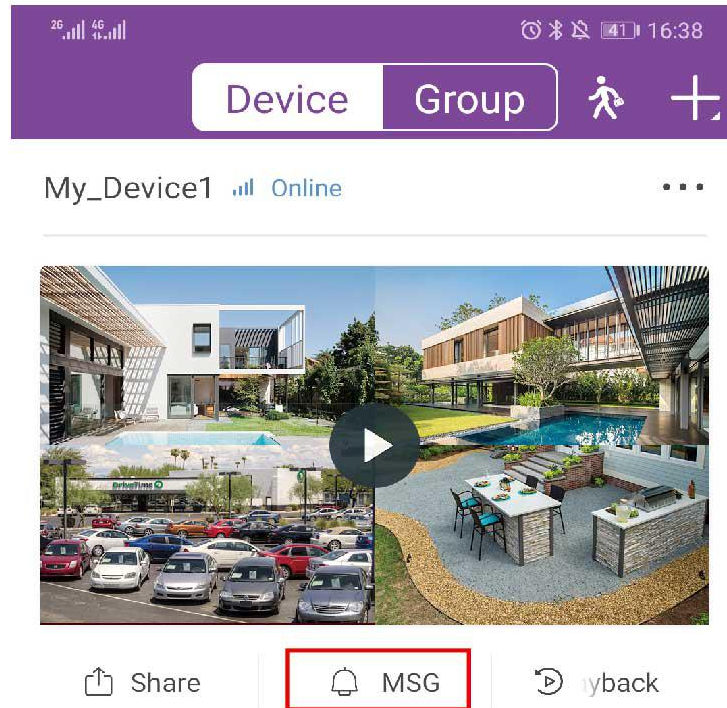 2G 4G 41 16:38
Device Group
My_Device1 Online
DriveTime
Share MSG yback